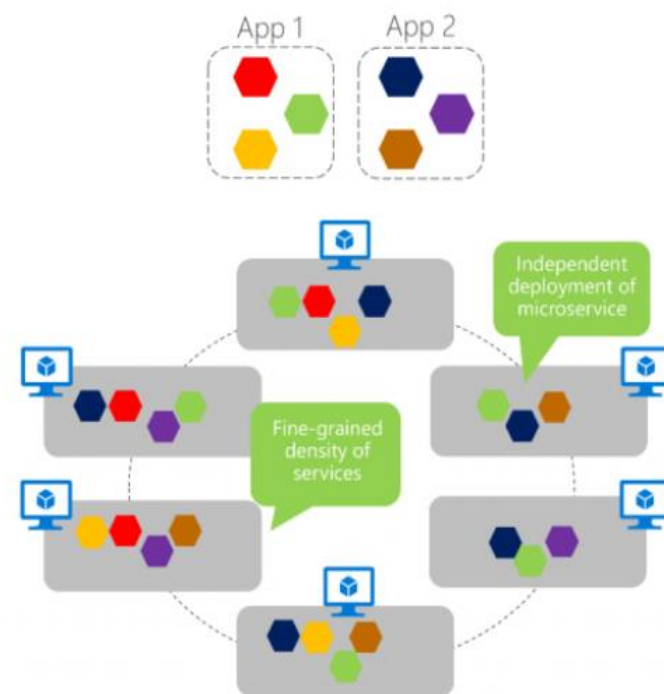 App 1
App 2
Independent
deployment of
microservice
Fine-grained
density of
services